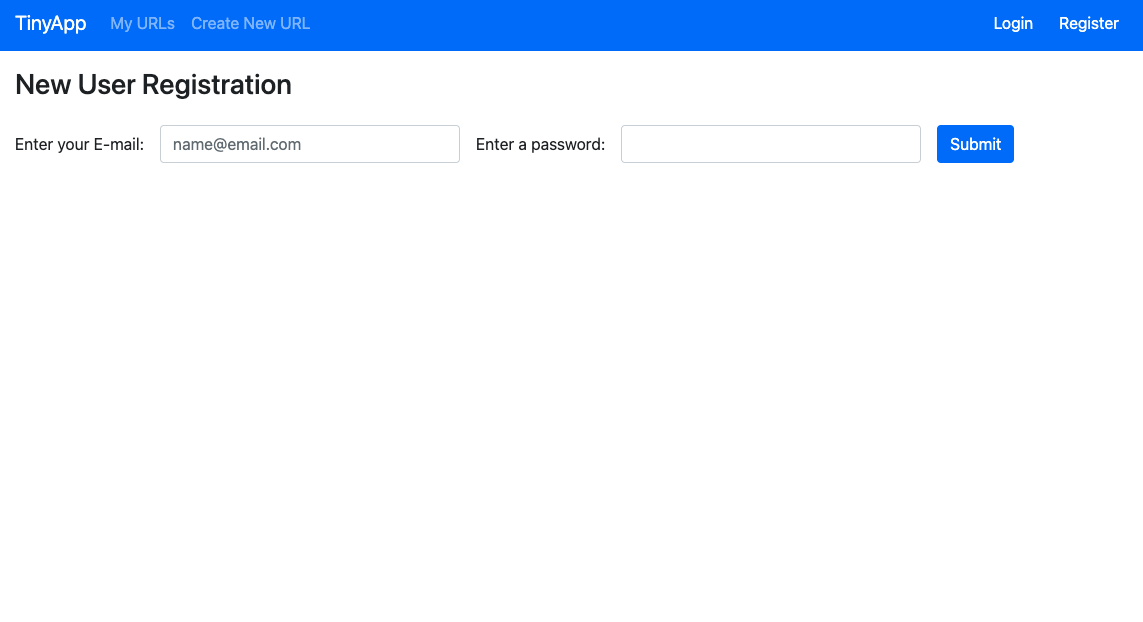 TinyApp My URLs Create New URL Login Register
New User Registration
Enter your E-mail: name@email.com Enter a password: Submit